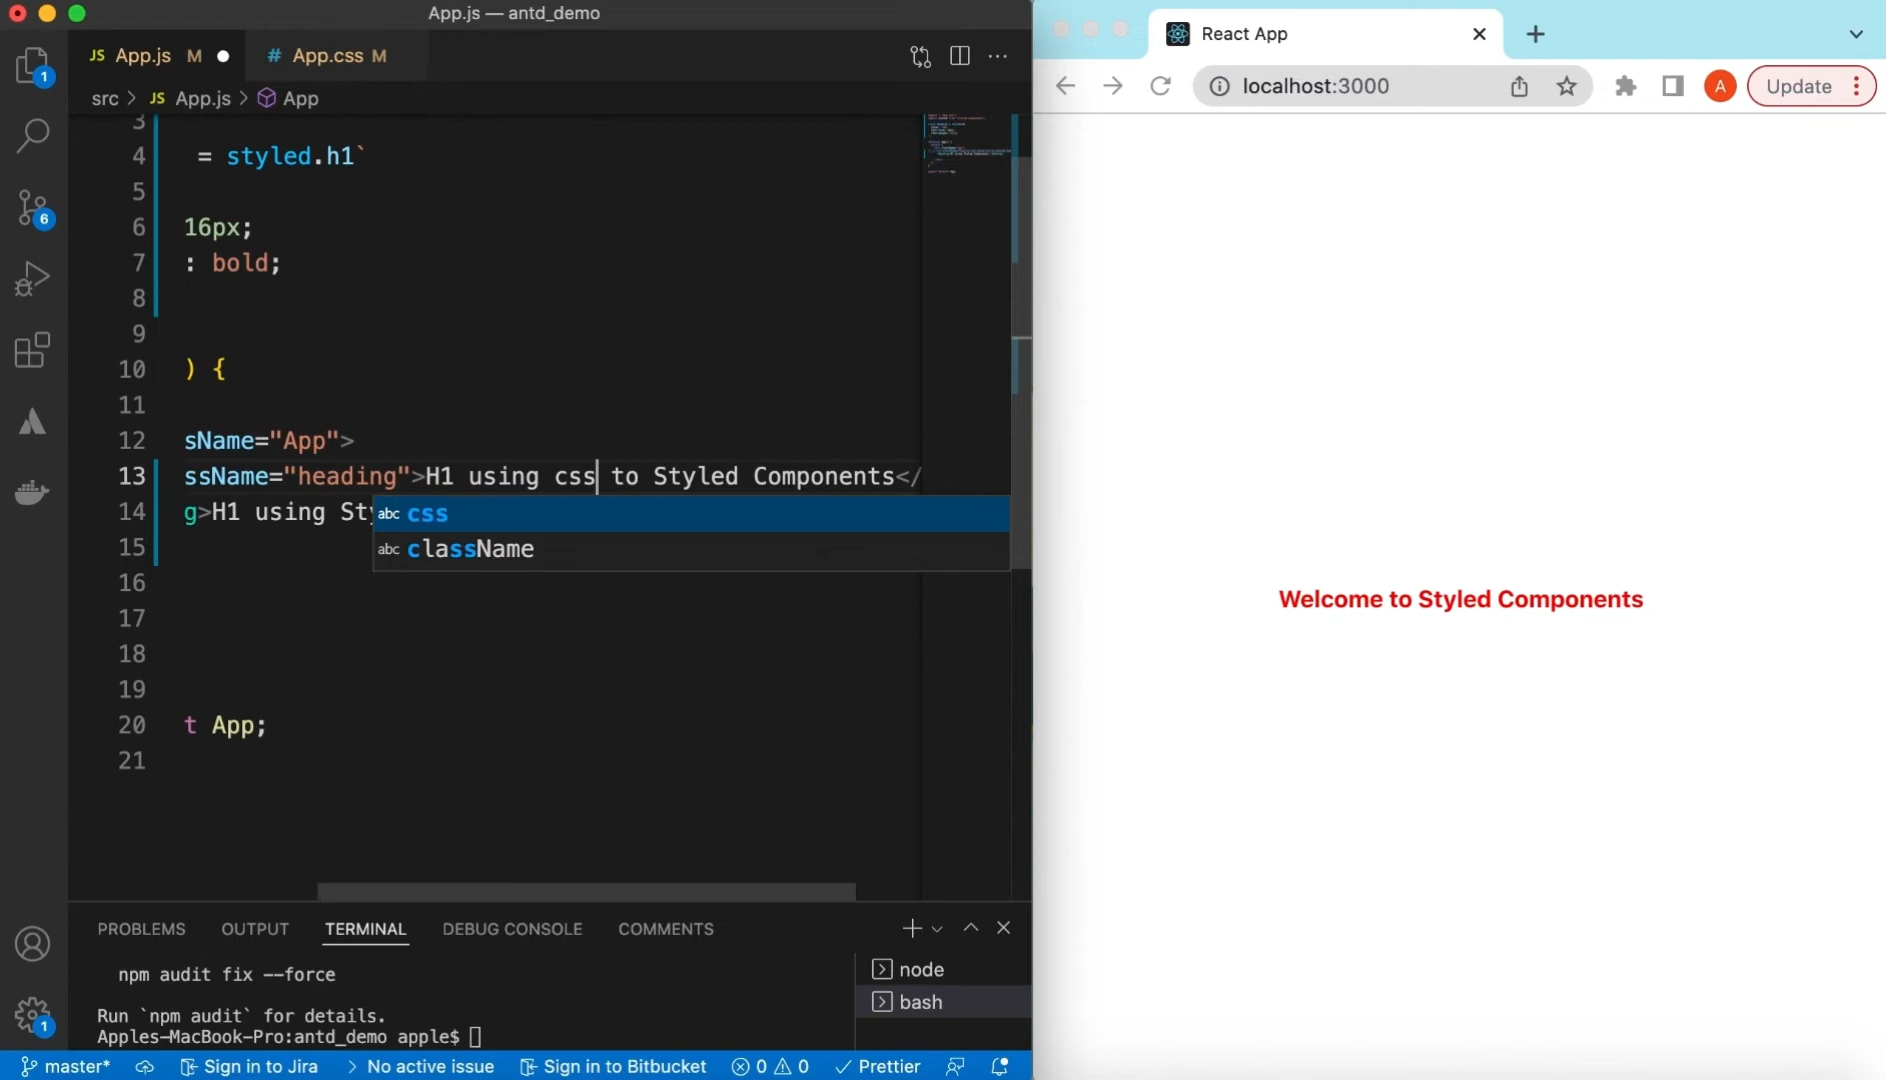 App.js — antd_demo
JS App.js M
# App.css M
React App
localhost:3000
A
Update
src > JS App.js > App
3
4 = styled.h1`
5
6 16px;
7 : bold;
8
9
10 ) {
11
12 sName="App">
13 ssName="heading">H1 using css to Styled Components</
14 g>H1 using Sty
abc css
abc className
15
16
17
18
19
20 t App;
21
1
6
1
Welcome to Styled Components
PROBLEMS OUTPUT TERMINAL DEBUG CONSOLE COMMENTS
npm audit fix --force
Run `npm audit` for details.
Apples-MacBook-Pro:antd_demo apple$
node
bash
master* Sign in to Jira > No active issue Sign in to Bitbucket 0 0 Prettier